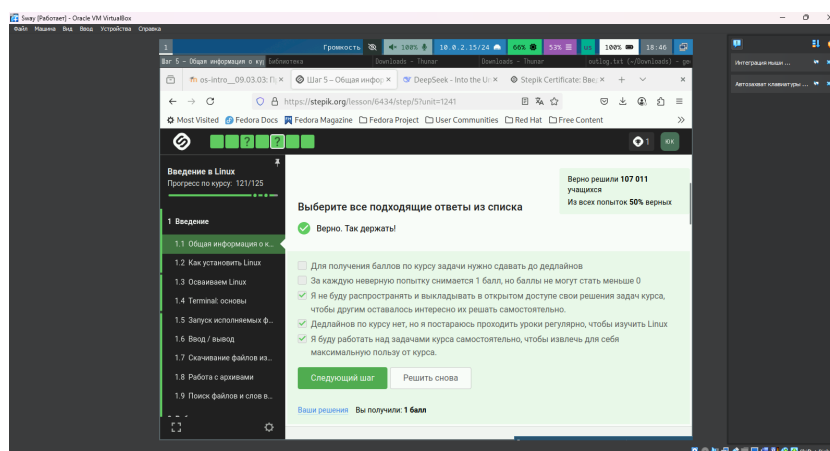 Sway [Работает] - Oracle VM VirtualBox
Файл Машина Вид Ввод Устройства Справка
1
Громкость 100% 10.0.2.15/24 66% 53% us 100% 18:46
Шаг 5 – Общая информация о ку Библиотека Downloads - Thunar Downloads - Thunar
os-intro__09.03.03: П
Шаг 5 – Общая инфор
DeepSeek - Into the Un
Stepik Certificate: Вве
https://stepik.org/lesson/6434/step/5?unit=1241
Most Visited Fedora Docs Fedora Magazine Fedora Project User Communities Red Hat Free Content
Интеграция мыши ...
Автозахват клавиатуры ...
? ?
1 ЮК
Введение в Linux
Прогресс по курсу: 121/125
1 Введение
1.1 Общая информация о к...
1.2 Как установить Linux
1.3 Осваиваем Linux
1.4 Terminal: основы
1.5 Запуск исполняемых ф...
1.6 Ввод / вывод
1.7 Скачивание файлов из...
1.8 Работа с архивами
1.9 Поиск файлов и слов в...
Верно решили 107 011
учащихся
Из всех попыток 50% верных
Выберите все подходящие ответы из списка
Верно. Так держать!
Для получения баллов по курсу задачи нужно сдавать до дедлайнов
За каждую неверную попытку снимается 1 балл, но баллы не могут стать меньше 0
Я не буду распространять и выкладывать в открытом доступе свои решения задач курса,
чтобы другим оставалось интересно их решать самостоятельно.
Дедлайнов по курсу нет, но я постараюсь проходить уроки регулярно, чтобы изучить Linux
Я буду работать над задачами курса самостоятельно, чтобы извлечь для себя
максимальную пользу от курса.
Следующий шаг Решить снова
Ваши решения Вы получили: 1 балл